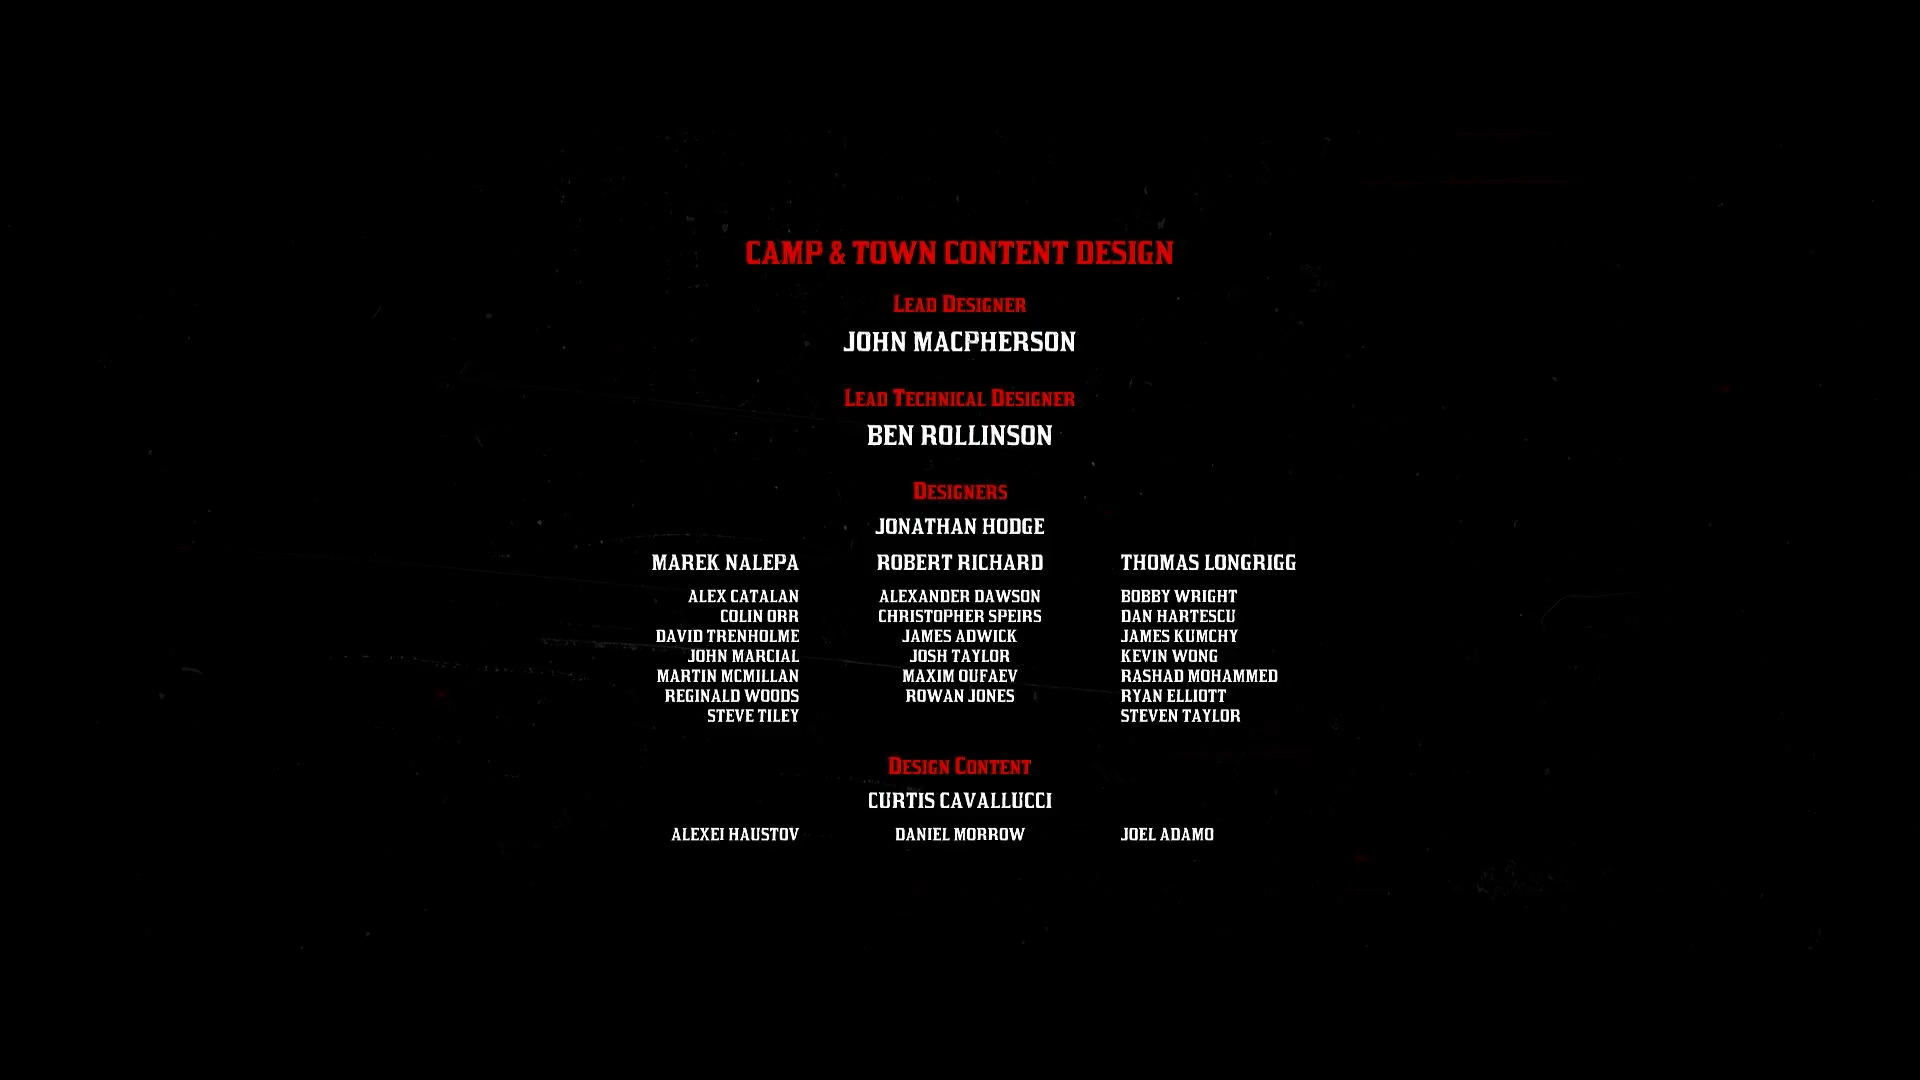 CAMP & TOWN CONTENT DESIGN
LEAD DESIGNER
JOHN MACPHERSON
LEAD TECHNICAL DESIGNER
BEN ROLLINSON
DESIGNERS
JONATHAN HODGE
MAREK NALEPA ROBERT RICHARD THOMAS LONGRIGG
ALEX CATALAN ALEXANDER DAWSON BOBBY WRIGHT
COLIN ORR CHRISTOPHER SPEIRS DAN HARTESCU
DAVID TRENHOLME JAMES ADWICK JAMES KUMCHY
JOHN MARCIAL JOSH TAYLOR KEVIN WONG
MARTIN MCMILLAN MAXIM OUFAEV RASHAD MOHAMMED
REGINALD WOODS ROWAN JONES RYAN ELLIOTT
STEVE TILEY STEVEN TAYLOR
DESIGN CONTENT
CURTIS CAVALLUCCI
ALEXEI HAUSTOV DANIEL MORROW JOEL ADAMO